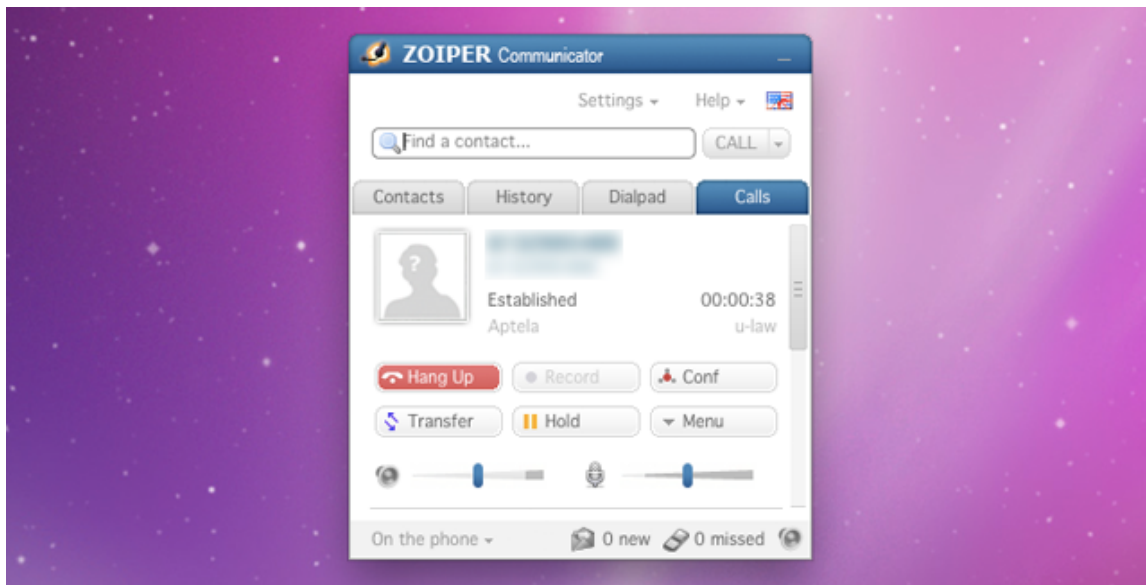 ZOIPER Communicator
Settings Help
Find a contact...
CALL
Contacts History Dialpad Calls
?
Established 00:00:38
Aptela u-law
Hang Up Record Conf
Transfer Hold Menu
On the phone 0 new 0 missed